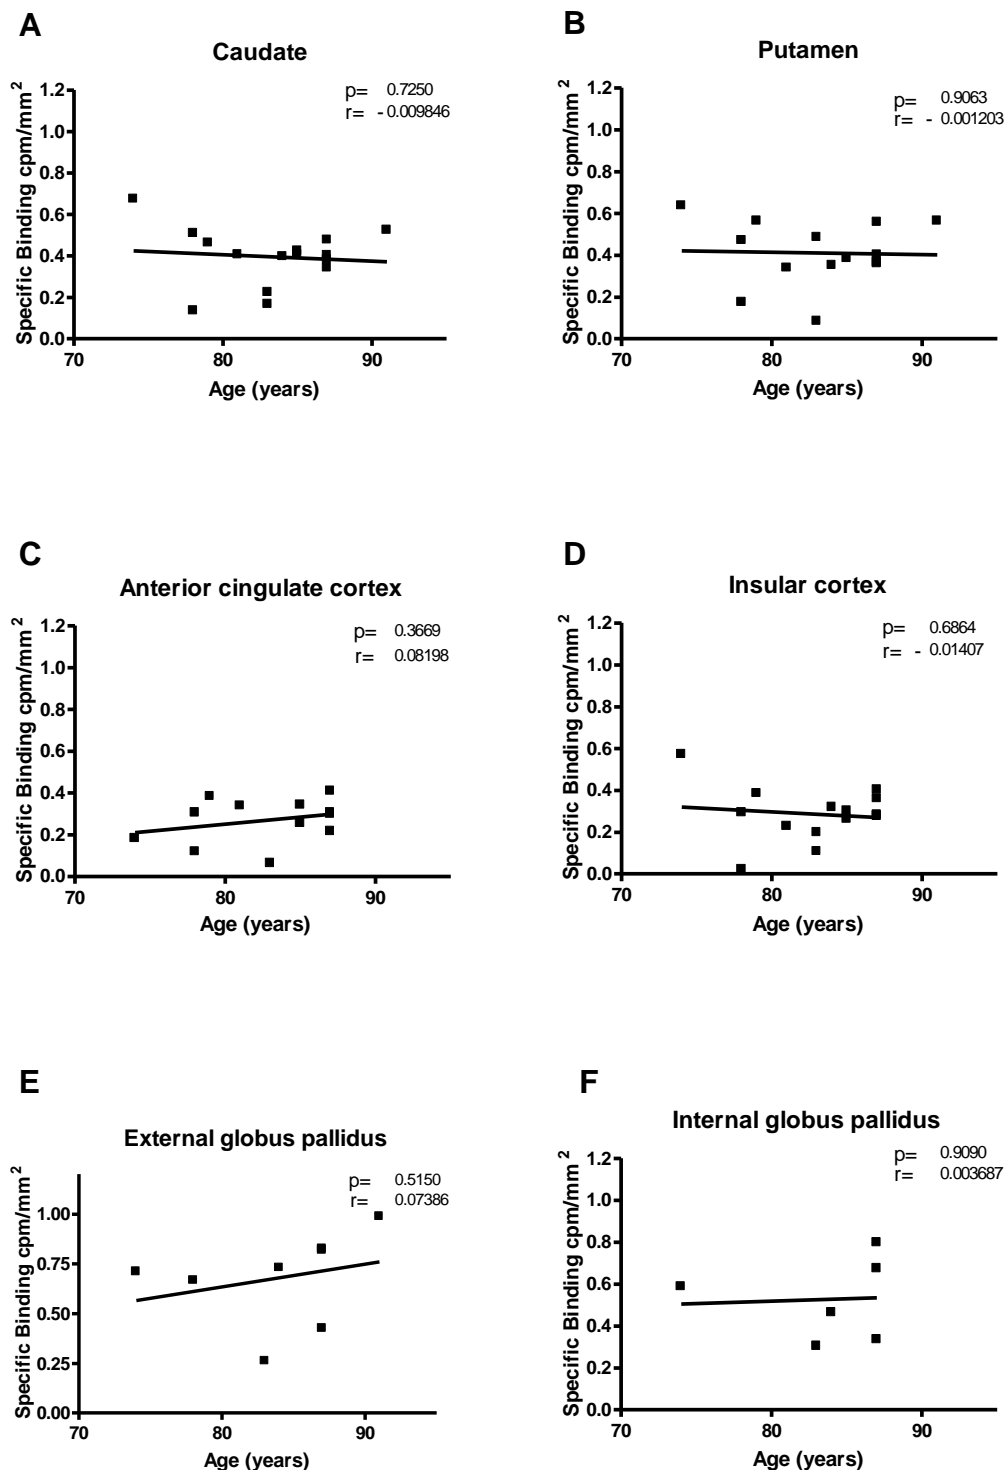 A
Caudate
p= 0.7250
r= - 0.009846
Specific Binding cpm/mm²
1.2
1.0
0.8
0.6
0.4
0.2
0.0
70 80 90
Age (years)
B
Putamen
p= 0.9063
r= - 0.001203
Specific Binding cpm/mm²
1.2
1.0
0.8
0.6
0.4
0.2
0.0
70 80 90
Age (years)
C
Anterior cingulate cortex
p= 0.3669
r= 0.08198
Specific Binding cpm/mm²
1.2
1.0
0.8
0.6
0.4
0.2
0.0
70 80 90
Age (years)
D
Insular cortex
p= 0.6864
r= - 0.01407
Specific Binding cpm/mm²
1.2
1.0
0.8
0.6
0.4
0.2
0.0
70 80 90
Age (years)
E
External globus pallidus
p= 0.5150
r= 0.07386
Specific Binding cpm/mm²
1.00
0.75
0.50
0.25
0.00
70 80 90
Age (years)
F
Internal globus pallidus
p= 0.9090
r= 0.003687
Specific Binding cpm/mm²
1.2
1.0
0.8
0.6
0.4
0.2
0.0
70 80 90
Age (years)